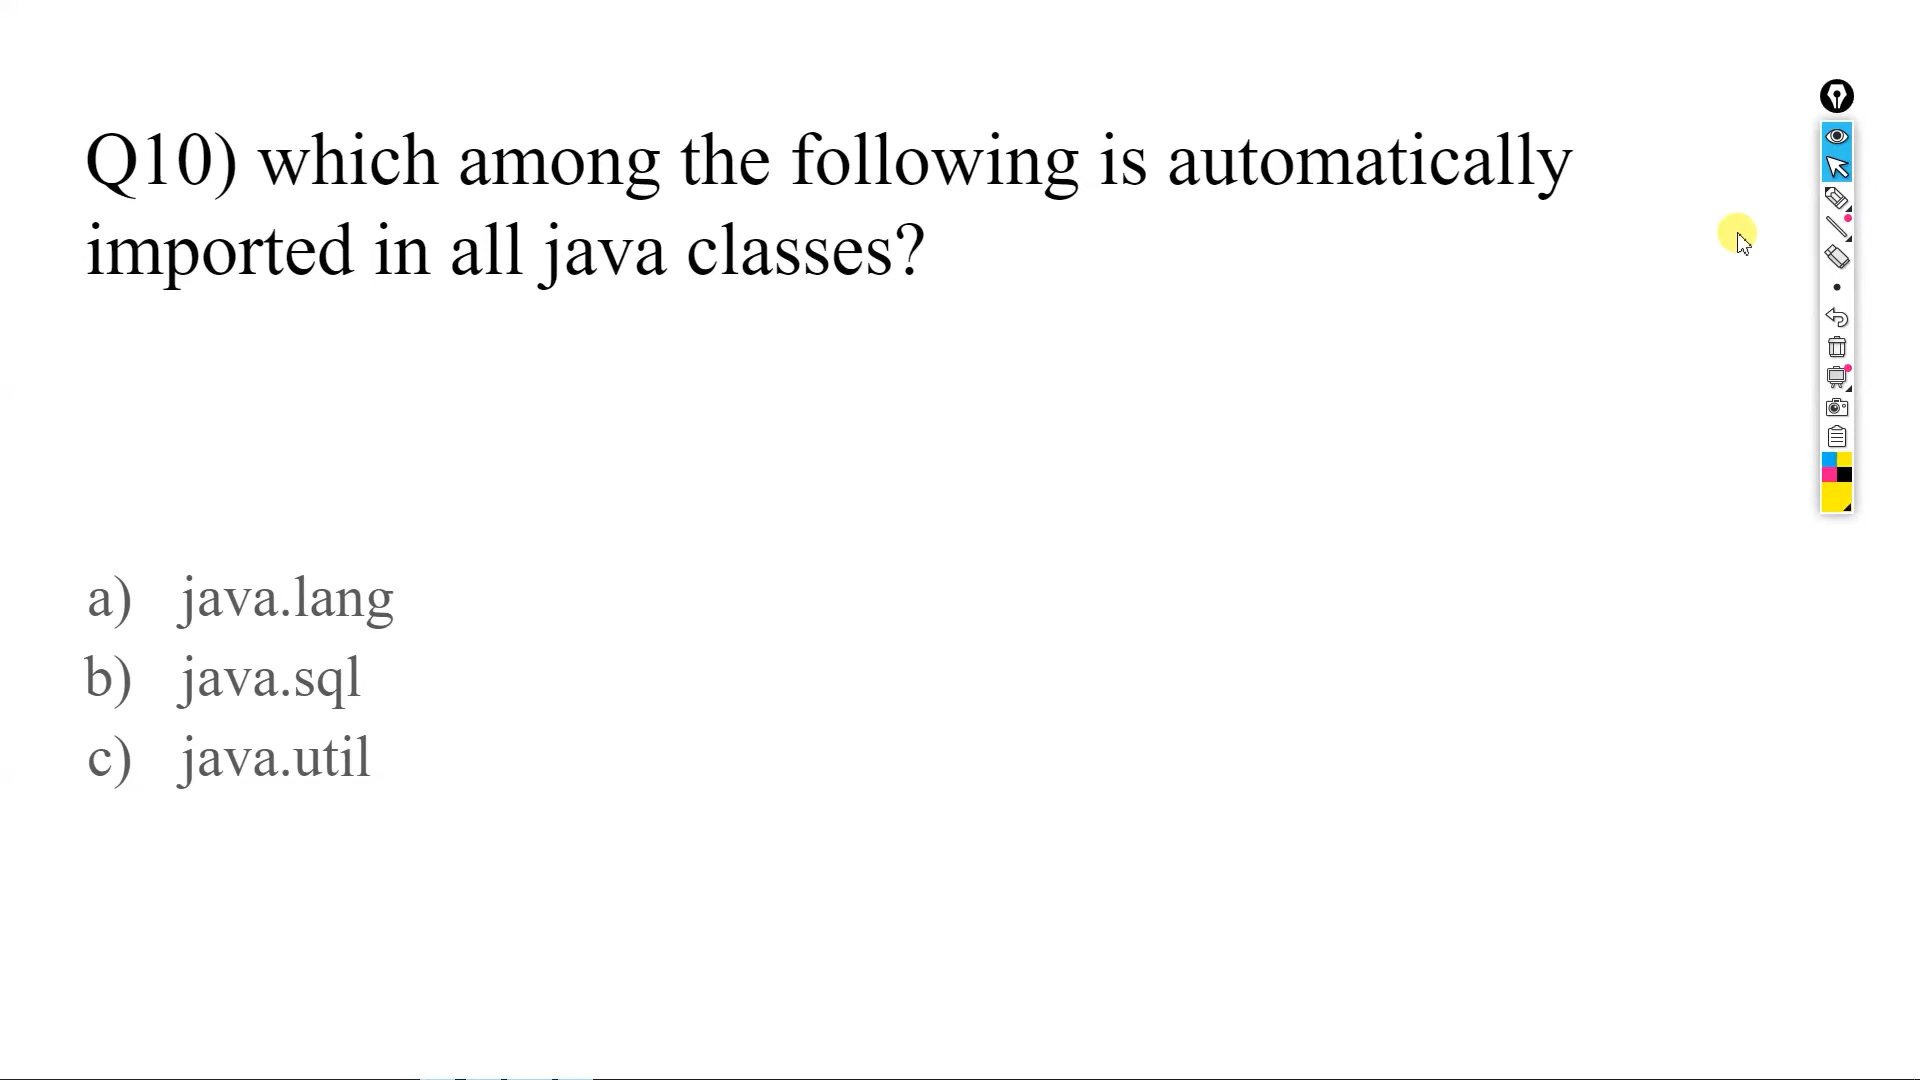 Q10) which among the following is automatically
imported in all java classes?
a) java.lang
b) java.sql
c) java.util